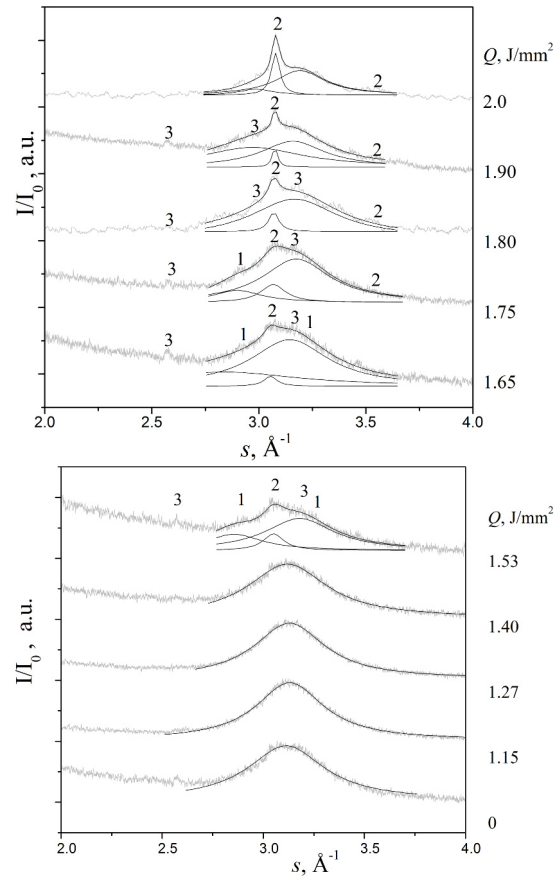 2
Q, J/mm²
2
2.0
3 3 2 2
1.90
3 3 2 3 2
1.80
3 1 2 3 2
1.75
3 1 2 3 1
1.65
I/I₀ , a.u.
2.0 2.5 3.0 3.5 4.0
s, Å⁻¹
3 1 2 3 1
Q, J/mm²
1.53
1.40
1.27
1.15
0
I/I₀ , a.u.
2.0 2.5 3.0 3.5 4.0
s, Å⁻¹